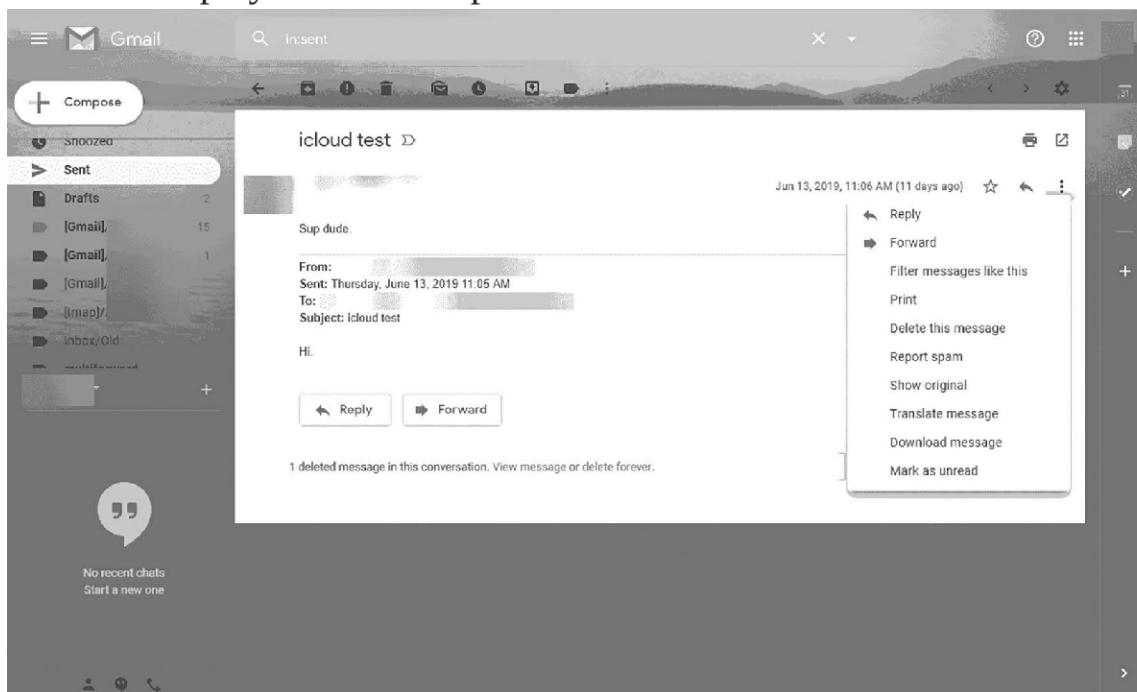 Gmail
in:sent
Compose
Snoozed
Sent
Drafts 2
[Gmail]/ 15
[Gmail]/ 1
[Gmail]/
[Imap]/
Inbox/Old
No recent chats
Start a new one
icloud test
Jun 13, 2019, 11:06 AM (11 days ago)
Sup dude.
From:
Sent: Thursday, June 13, 2019 11:05 AM
To:
Subject: icloud test
Hi.
Reply
Forward
1 deleted message in this conversation. View message or delete forever.
Reply
Forward
Filter messages like this
Print
Delete this message
Report spam
Show original
Translate message
Download message
Mark as unread
31